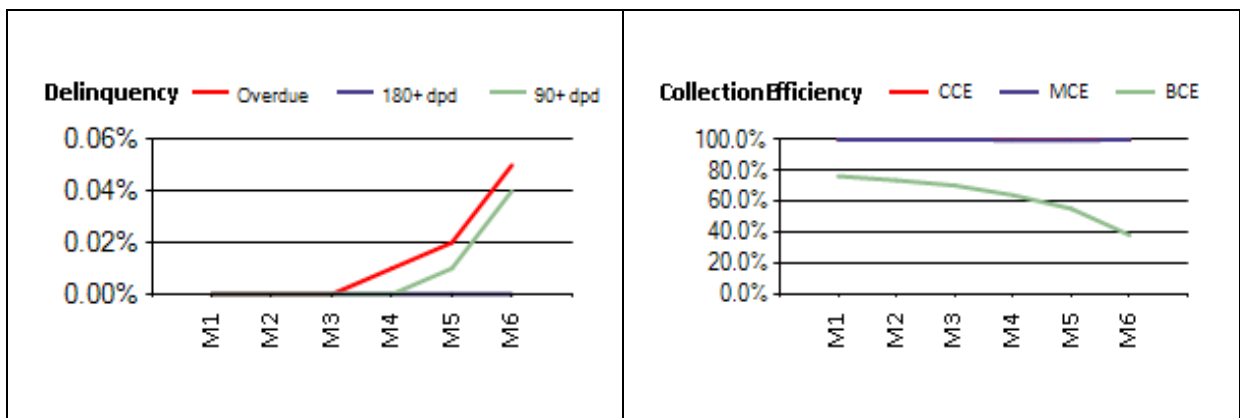 Delinquency Overdue 180+ dpd 90+ dpd
0.06%
0.04%
0.02%
0.00%
M1 M2 M3 M4 M5 M6
CollectionEfficiency CCE MCE BCE
100.0%
80.0%
60.0%
40.0%
20.0%
0.0%
M1 M2 M3 M4 M5 M6